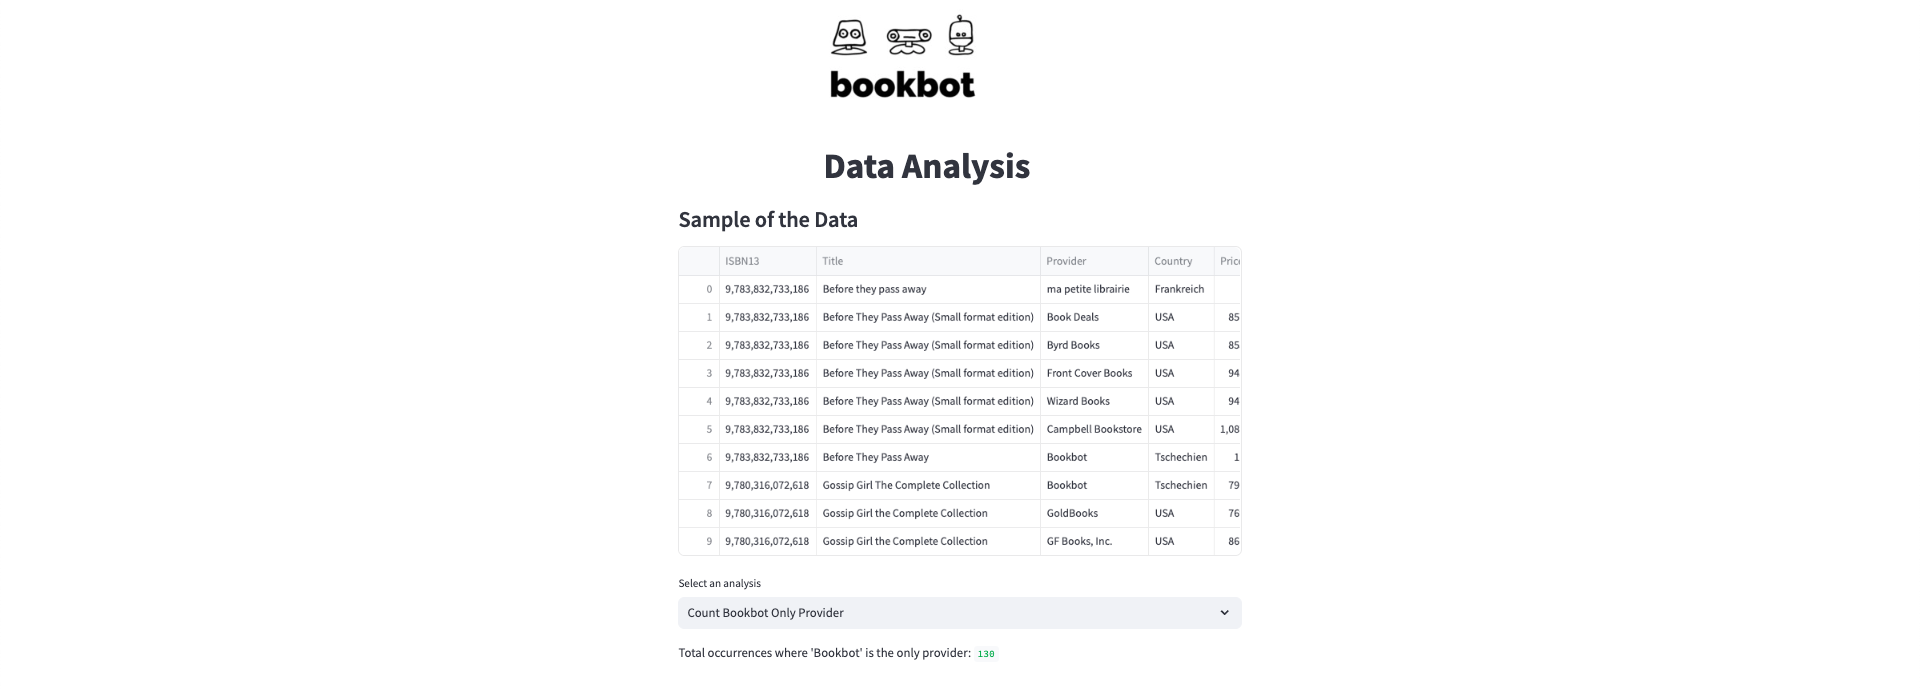 bookbot
Data Analysis
Sample of the Data
ISBN13 Title Provider Country Pric
0 9,783,832,733,186 Before they pass away ma petite librairie Frankreich
1 9,783,832,733,186 Before They Pass Away (Small format edition) Book Deals USA 85
2 9,783,832,733,186 Before They Pass Away (Small format edition) Byrd Books USA 85
3 9,783,832,733,186 Before They Pass Away (Small format edition) Front Cover Books USA 94
4 9,783,832,733,186 Before They Pass Away (Small format edition) Wizard Books USA 94
5 9,783,832,733,186 Before They Pass Away (Small format edition) Campbell Bookstore USA 1,08
6 9,783,832,733,186 Before They Pass Away Bookbot Tschechien 1
7 9,780,316,072,618 Gossip Girl The Complete Collection Bookbot Tschechien 79
8 9,780,316,072,618 Gossip Girl the Complete Collection GoldBooks USA 76
9 9,780,316,072,618 Gossip Girl the Complete Collection GF Books, Inc. USA 86
Select an analysis
Count Bookbot Only Provider
Total occurrences where 'Bookbot' is the only provider: 130